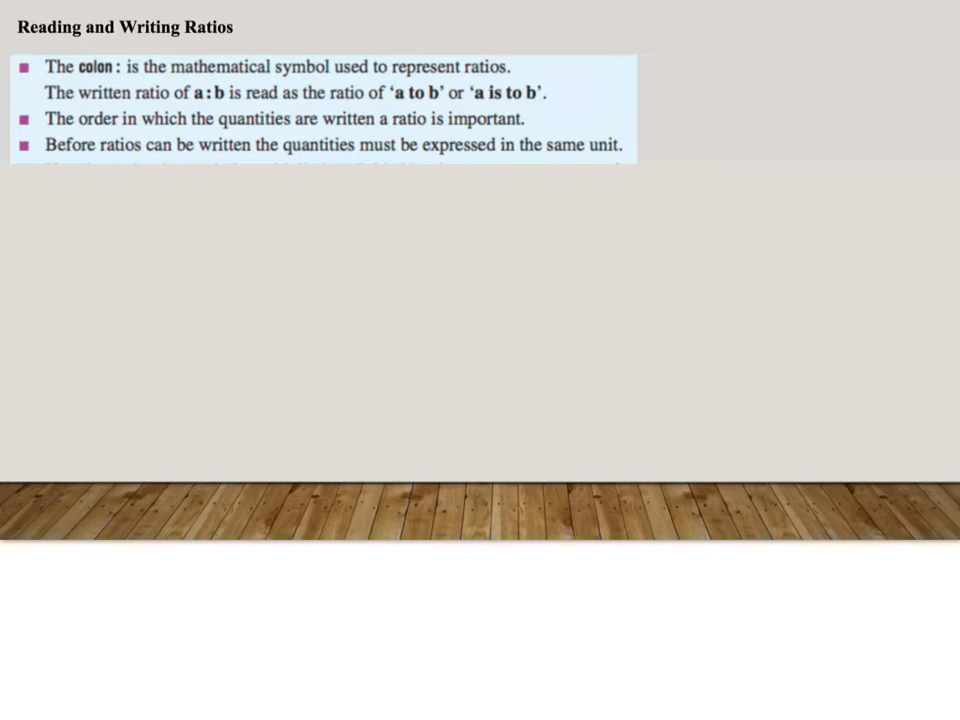 Reading and Writing Ratios
■ The colon : is the mathematical symbol used to represent ratios.
The written ratio of a : b is read as the ratio of ‘a to b’ or ‘a is to b’.
■ The order in which the quantities are written a ratio is important.
■ Before ratios can be written the quantities must be expressed in the same unit.